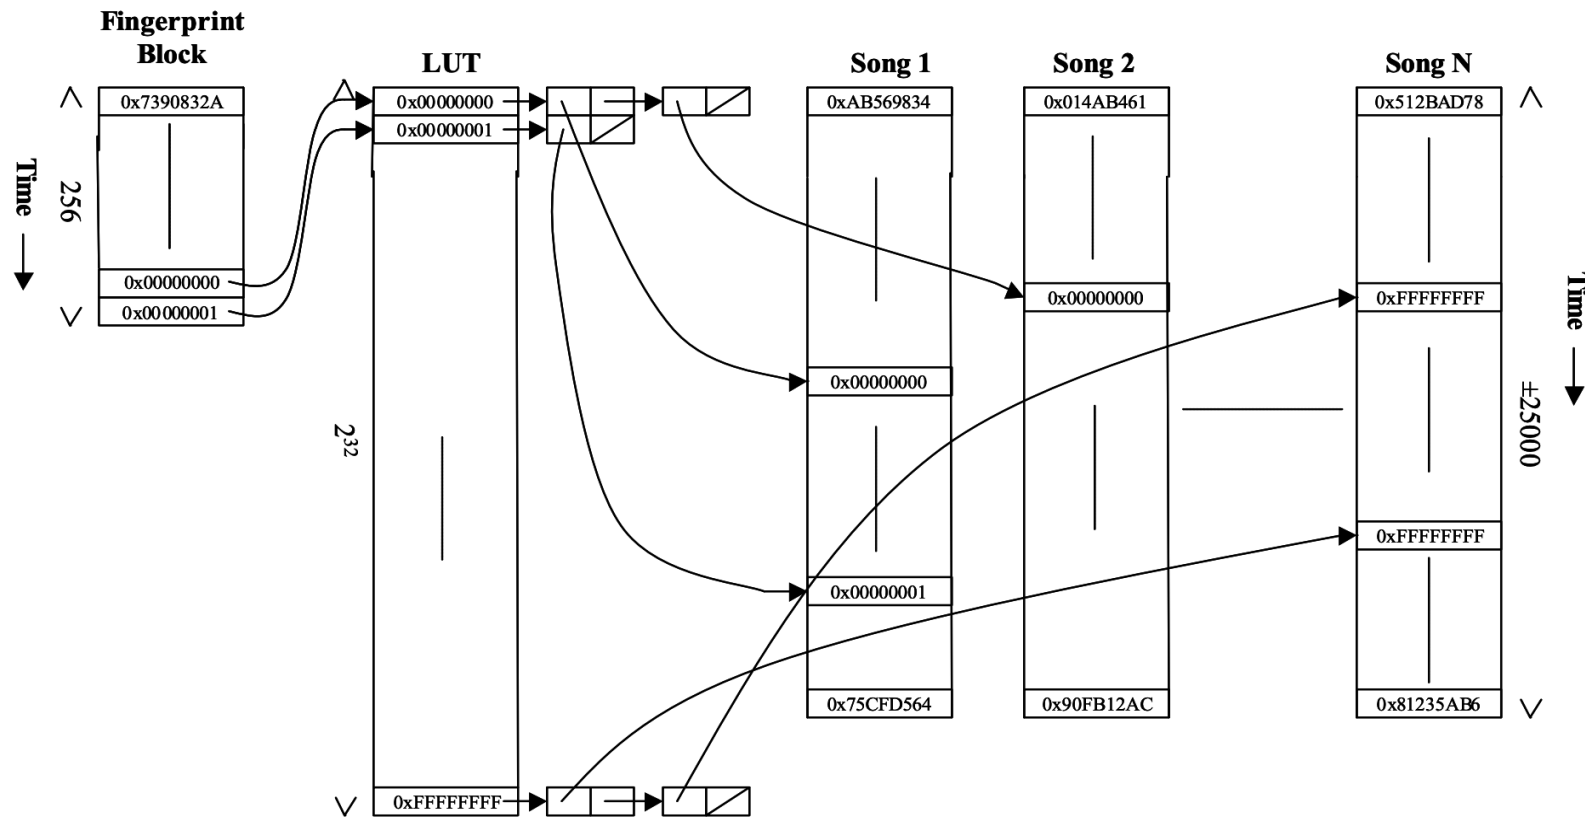 Fingerprint
Block
LUT
Song 1
Song 2
Song N
0x7390832A
0x00000000
0x00000001
Time
256
0x00000000
0x00000001
2³²
0xFFFFFFFF
0xAB569834
0x00000000
0x00000001
0x75CFD564
0x014AB461
0x00000000
0x90FB12AC
0x512BAD78
0xFFFFFFFF
0xFFFFFFFF
0x81235AB6
±25000
Time